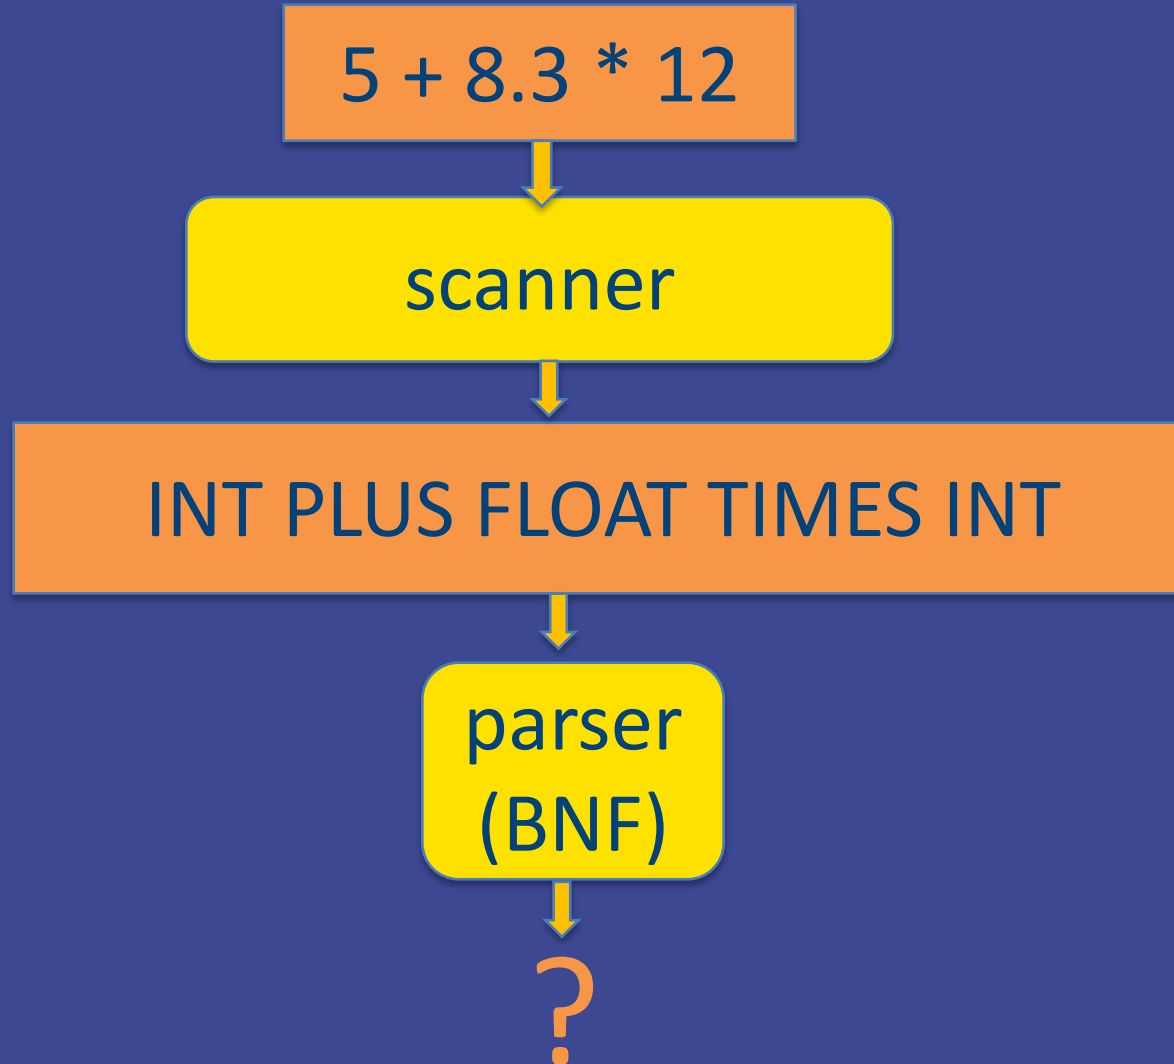 5 + 8.3 * 12
scanner
INT PLUS FLOAT TIMES INT
parser
(BNF)
?